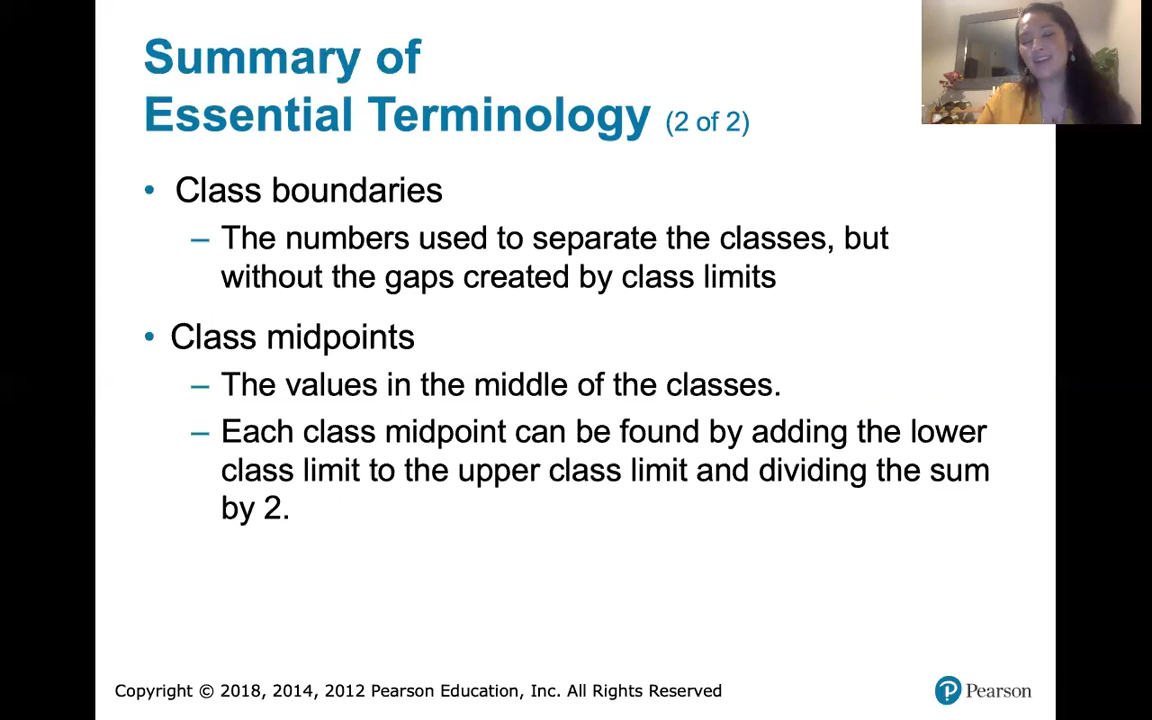 Summary of
Essential Terminology (2 of 2)
• Class boundaries
– The numbers used to separate the classes, but
without the gaps created by class limits
• Class midpoints
– The values in the middle of the classes.
– Each class midpoint can be found by adding the lower
class limit to the upper class limit and dividing the sum
by 2.
Copyright © 2018, 2014, 2012 Pearson Education, Inc. All Rights Reserved
P Pearson